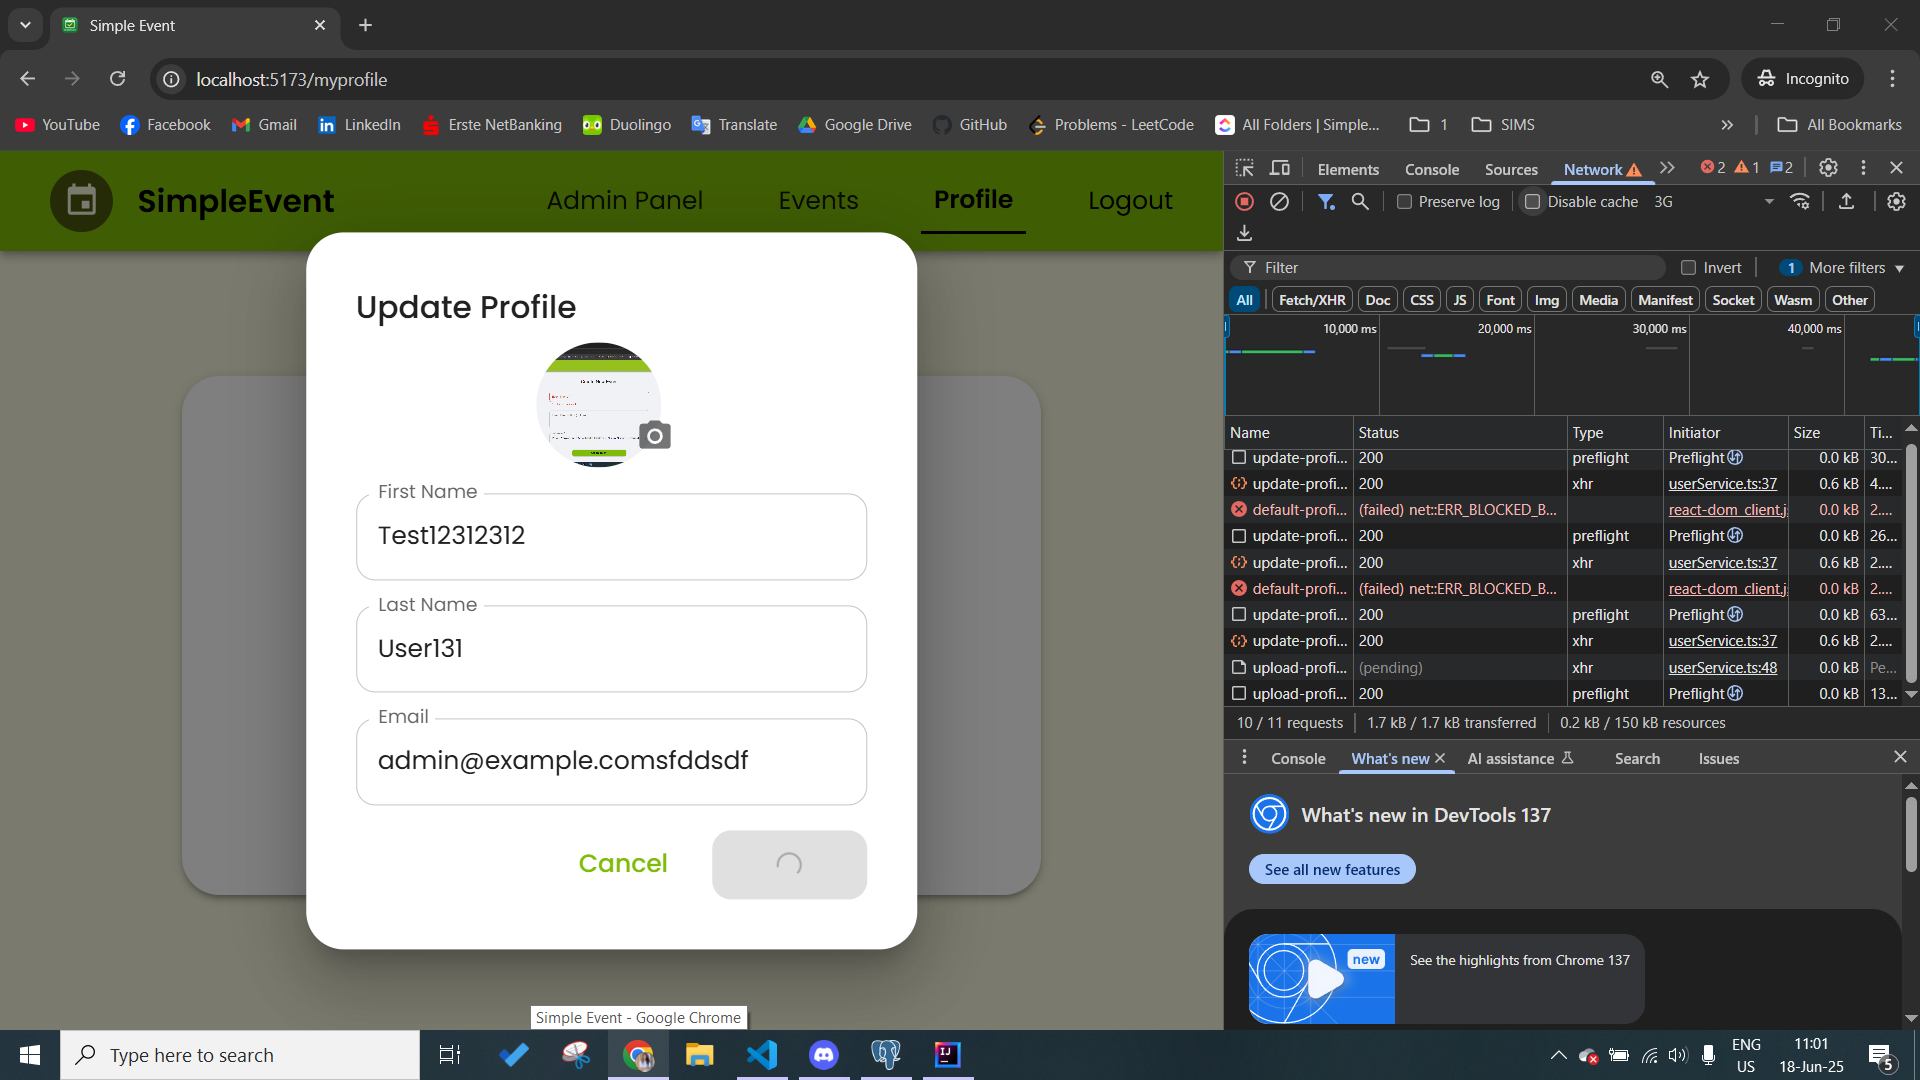 Simple Event
localhost:5173/myprofile
Incognito
YouTube
Facebook
Gmail
LinkedIn
Erste NetBanking
Duolingo
Translate
Google Drive
GitHub
Problems - LeetCode
All Folders | Simple...
1
SIMS
All Bookmarks
SimpleEvent
Admin Panel
Events
Profile
Logout
Update Profile
First Name
Test12312312
Last Name
User131
Email
admin@example.comsfddsdf
Cancel
Elements
Console
Sources
Network
2
1
2
Preserve log
Disable cache
3G
Filter
Invert
1 More filters
All
Fetch/XHR
Doc
CSS
JS
Font
Img
Media
Manifest
Socket
Wasm
Other
10,000 ms
20,000 ms
30,000 ms
40,000 ms
Name Status Type Initiator Size Ti...
update-profi... 200 preflight Preflight 0.0 kB 30...
update-profi... 200 xhr userService.ts:37 0.6 kB 4....
default-profi... (failed) net::ERR_BLOCKED_B... react-dom_client.j 0.0 kB 2....
update-profi... 200 preflight Preflight 0.0 kB 26...
update-profi... 200 xhr userService.ts:37 0.6 kB 2....
default-profi... (failed) net::ERR_BLOCKED_B... react-dom_client.j 0.0 kB 2....
update-profi... 200 preflight Preflight 0.0 kB 63...
update-profi... 200 xhr userService.ts:37 0.6 kB 2....
upload-profi... (pending) xhr userService.ts:48 0.0 kB Pe...
upload-profi... 200 preflight Preflight 0.0 kB 13...
10 / 11 requests
1.7 kB / 1.7 kB transferred
0.2 kB / 150 kB resources
Console
What's new
AI assistance
Search
Issues
What's new in DevTools 137
See all new features
new
See the highlights from Chrome 137
Simple Event - Google Chrome
Type here to search
IJ
ENG
US
11:01
18-Jun-25
5